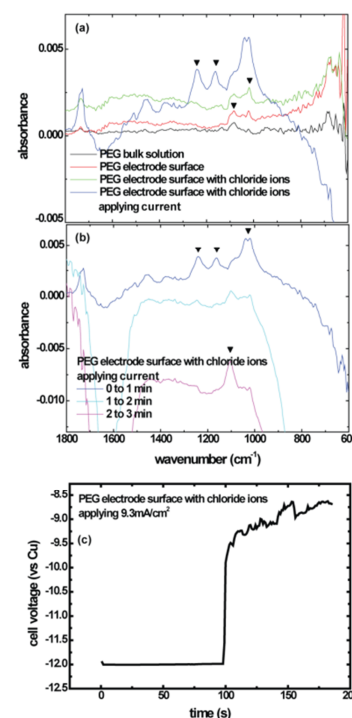 (a)
0.005
0.000
-0.005
absorbance
PEG bulk solution
PEG electrode surface
PEG electrode surface with chloride ions
PEG electrode surface with chloride ions
applying current
(b)
0.005
0.000
-0.005
-0.010
absorbance
PEG electrode surface with chloride ions
applying current
0 to 1 min
1 to 2 min
2 to 3 min
1800 1600 1400 1200 1000 800 60
wavenumber (cm-1)
PEG electrode surface with chloride ions
applying 9.3mA/cm2
(c)
-8.5
-9.0
-9.5
-10.0
-10.5
-11.0
-11.5
-12.0
-12.5
cell voltage (vs Cu)
0 50 100 150 20
time (s)